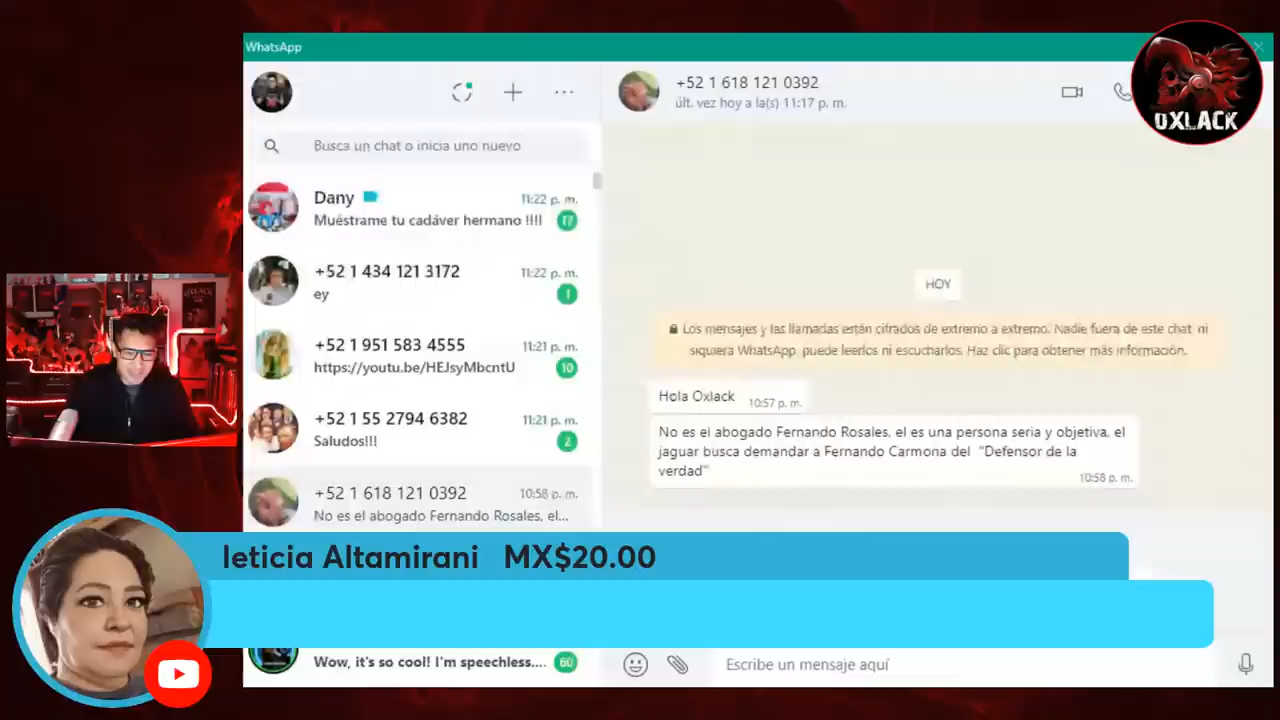 WhatsApp
Busca un chat o inicia uno nuevo
Dany
11:22 p. m.
Muéstrame tu cadáver hermano !!!!
17
+52 1 434 121 3172
11:22 p. m.
ey
1
+52 1 951 583 4555
11:21 p. m.
https://youtu.be/HEJsyMbcntU
10
+52 1 55 2794 6382
11:21 p. m.
Saludos!!!
2
+52 1 618 121 0392
10:58 p. m.
No es el abogado Fernando Rosales, el...
Wow, it's so cool! I'm speechless....
60
+52 1 618 121 0392
últ. vez hoy a la(s) 11:17 p. m.
OXLACK
HOY
Los mensajes y las llamadas están cifrados de extremo a extremo. Nadie fuera de este chat, ni
siquiera WhatsApp, puede leerlos ni escucharlos. Haz clic para obtener más información.
Hola Oxlack
10:57 p. m.
No es el abogado Fernando Rosales, el es una persona seria y objetiva, el
jaguar busca demandar a Fernando Carmona del "Defensor de la
verdad"
10:58 p. m.
leticia Altamirani MX$20.00
Escribe un mensaje aquí